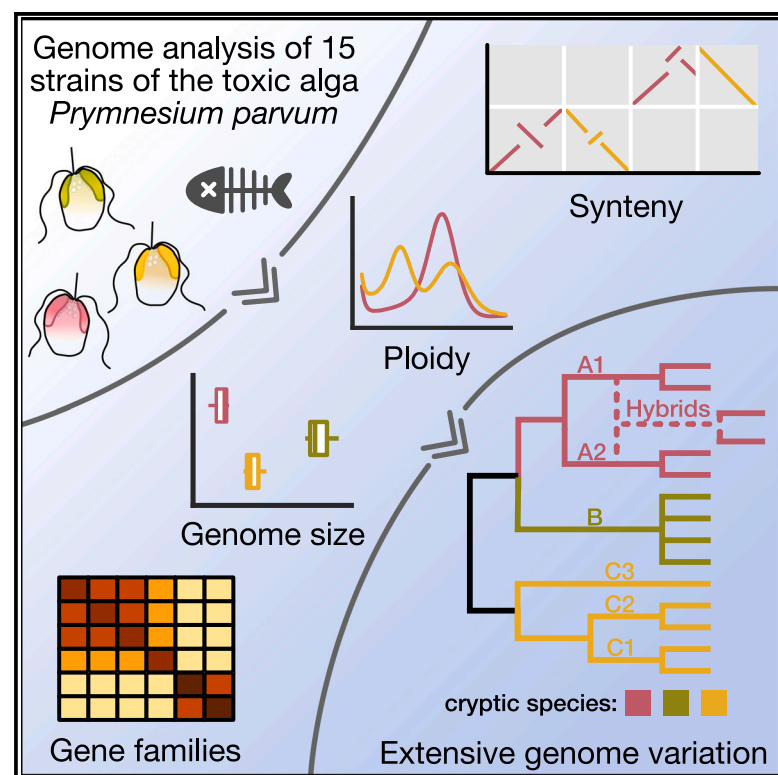 Genome analysis of 15
strains of the toxic alga
Prymnesium parvum
Synteny
Ploidy
Genome size
Gene families
A1
Hybrids
A2
B
C3
C2
C1
cryptic species:
Extensive genome variation